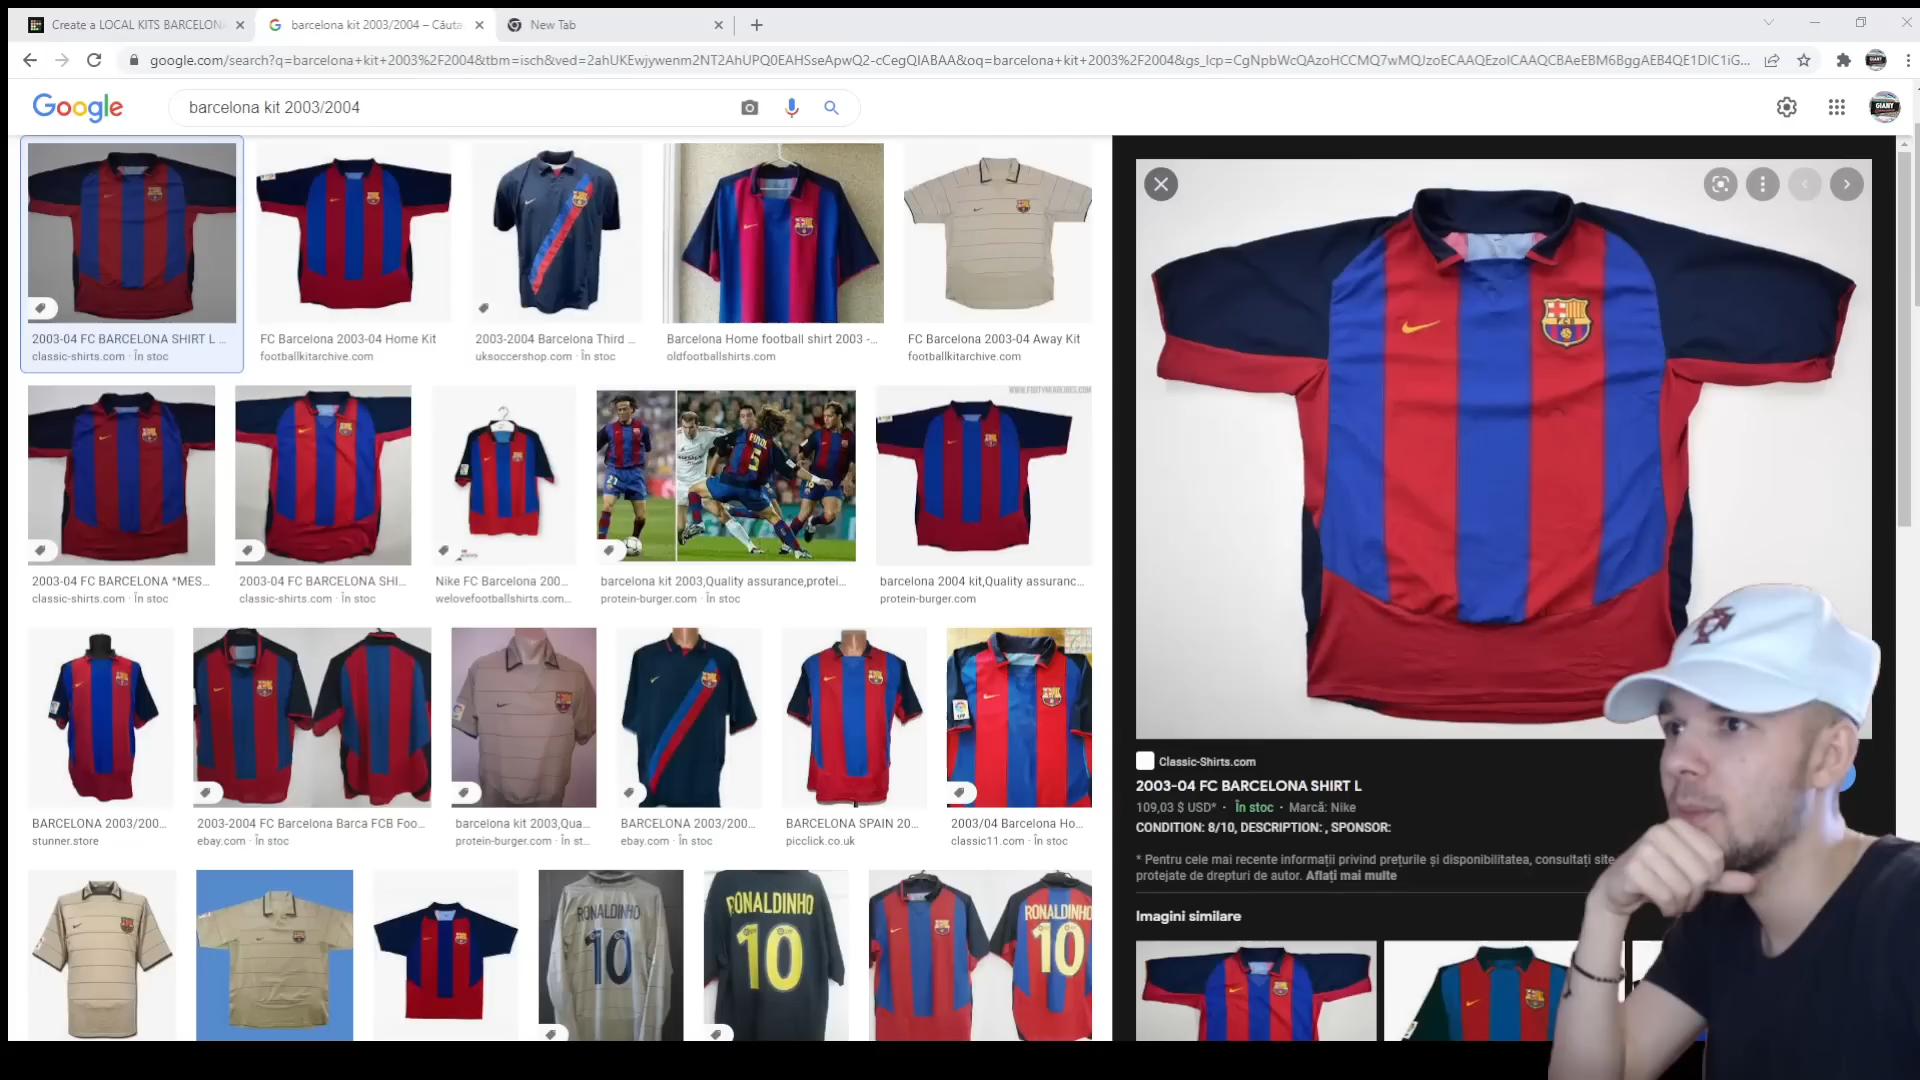 Create a LOCAL KITS BARCELONA
barcelona kit 2003/2004 – Căuta
New Tab
google.com/search?q=barcelona+kit+2003%2F2004&tbm=isch&ved=2ahUKEwjywenm2NT2AhUPQ0EAHSseApwQ2-cCegQIABAA&oq=barcelona+kit+2003%2F2004&gs_lcp=CgNpbWcQAzoHCCMQ7wMQJzoECAAQEzoICAAQCBAeEBM6BggAEB4QE1DIC1iG...
Google
barcelona kit 2003/2004
GIANY
2003-04 FC BARCELONA SHIRT L ...
classic-shirts.com · În stoc
FC Barcelona 2003-04 Home Kit
footballkitarchive.com
2003-2004 Barcelona Third ...
uksoccershop.com · În stoc
Barcelona Home football shirt 2003 -...
oldfootballshirts.com
FC Barcelona 2003-04 Away Kit
footballkitarchive.com
WWW.FOOTYHEADLINES.COM
PUYOL
5
21
2003-04 FC BARCELONA *MES...
classic-shirts.com · În stoc
2003-04 FC BARCELONA SHI...
classic-shirts.com · În stoc
Nike FC Barcelona 200...
welovefootballshirts.com...
barcelona kit 2003,Quality assurance,protei...
protein-burger.com · În stoc
barcelona 2004 kit,Quality assuranc...
protein-burger.com
BARCELONA 2003/200...
stunner.store
2003-2004 FC Barcelona Barca FCB Foo...
ebay.com · În stoc
barcelona kit 2003,Qua...
protein-burger.com · În st...
BARCELONA 2003/200...
ebay.com · În stoc
BARCELONA SPAIN 20...
picclick.co.uk
2003/04 Barcelona Ho...
classic11.com · În stoc
RONALDINHO
10
RONALDINHO
10
RONALDINHO
10
Classic-Shirts.com
2003-04 FC BARCELONA SHIRT L
109,03 $ USD* · În stoc · Marcă: Nike
CONDITION: 8/10, DESCRIPTION: , SPONSOR:
* Pentru cele mai recente informații privind prețurile și disponibilitatea, consultați site
protejate de drepturi de autor. Aflați mai multe
Imagini similare